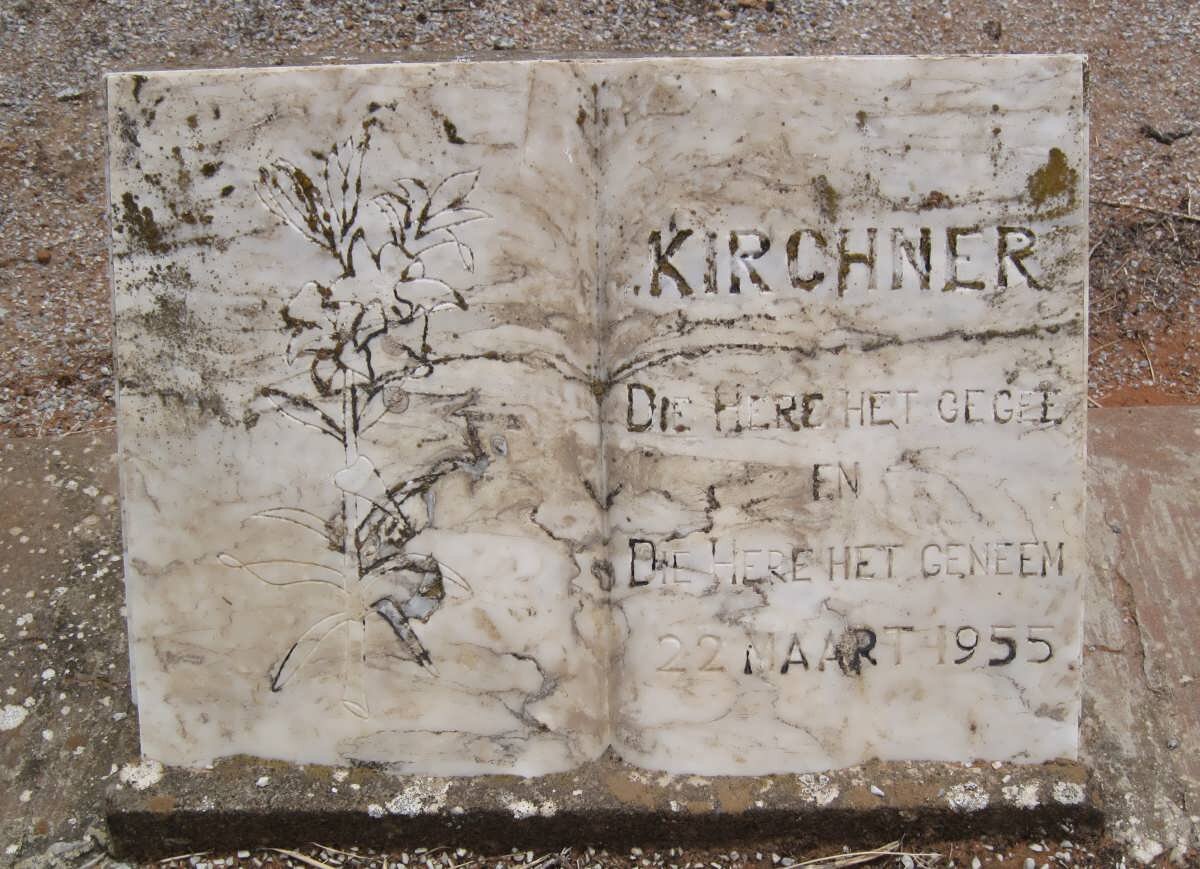 KIRCHNER
DIE HERE HET GEGEE
EN
DIE HERE HET GENEEM
22 MAART 1955